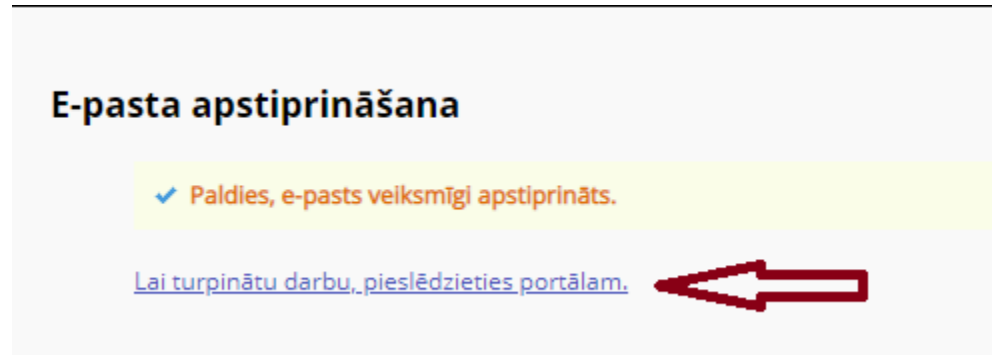 E-pasta apstiprināšana
Paldies, e-pasts veiksmīgi apstiprināts.
Lai turpinātu darbu, pieslēdzieties portālam.